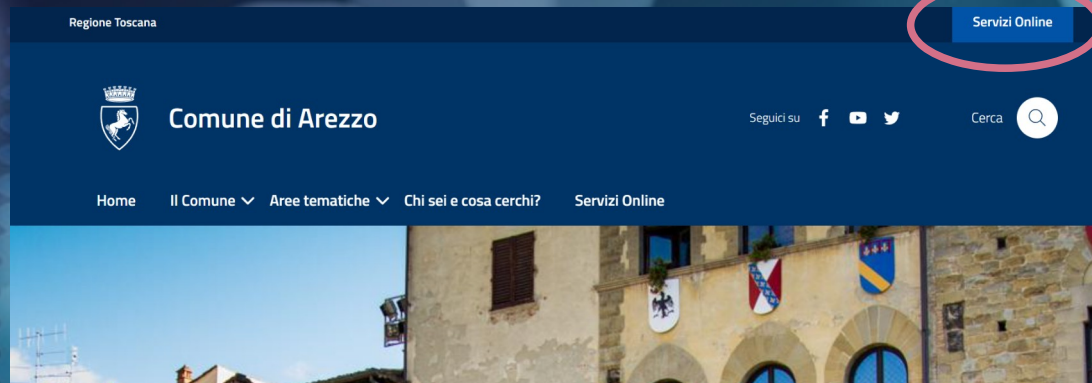 Regione Toscana
Servizi Online
Comune di Arezzo
Seguici su
Cerca
Home Il Comune Aree tematiche Chi sei e cosa cerchi? Servizi Online